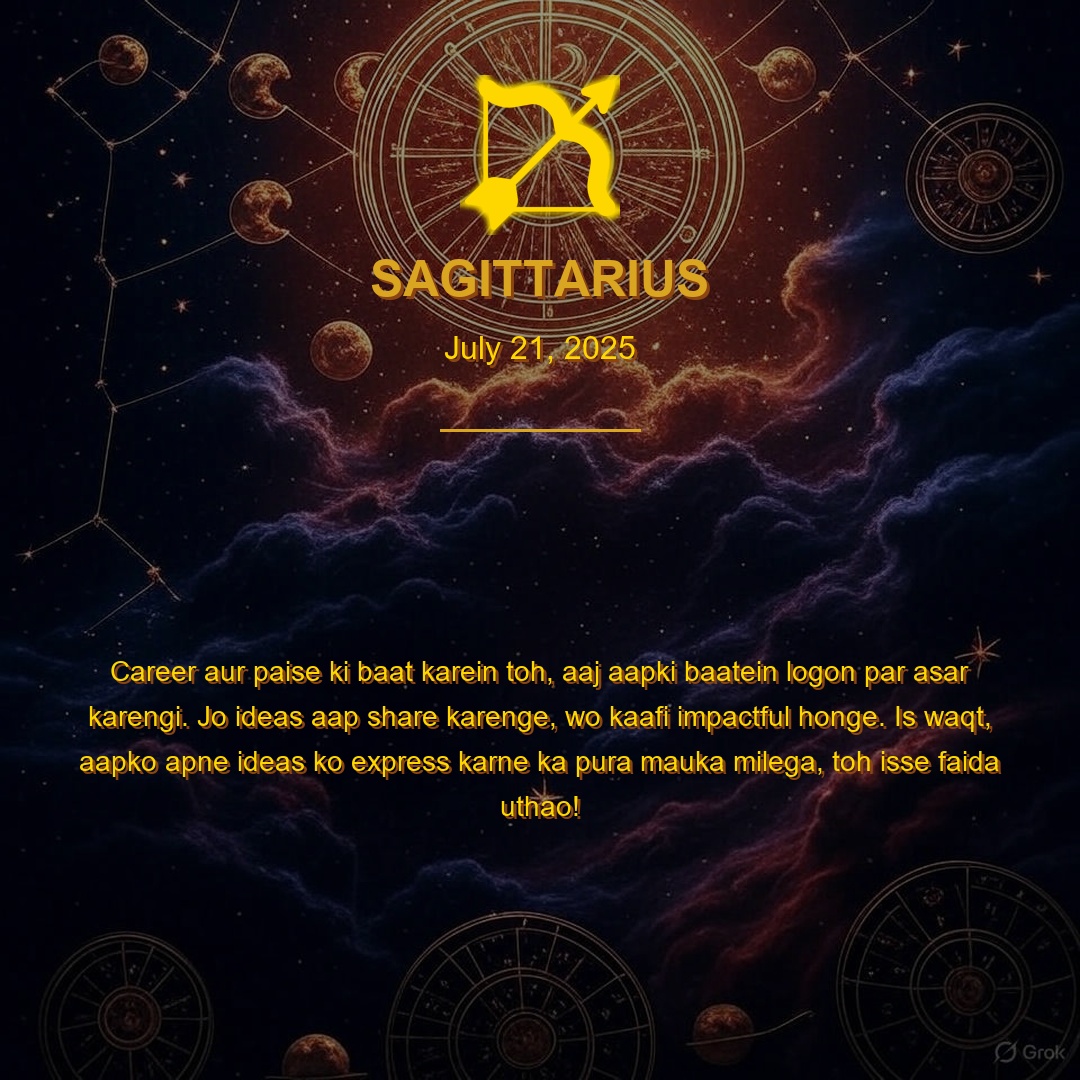 SAGITTARIUS
July 21, 2025
Career aur paise ki baat karein toh, aaj aapki baatein logon par asar
karengi. Jo ideas aap share karenge, wo kaafi impactful honge. Is waqt,
aapko apne ideas ko express karne ka pura mauka milega, toh isse faida
uthao!
Grok